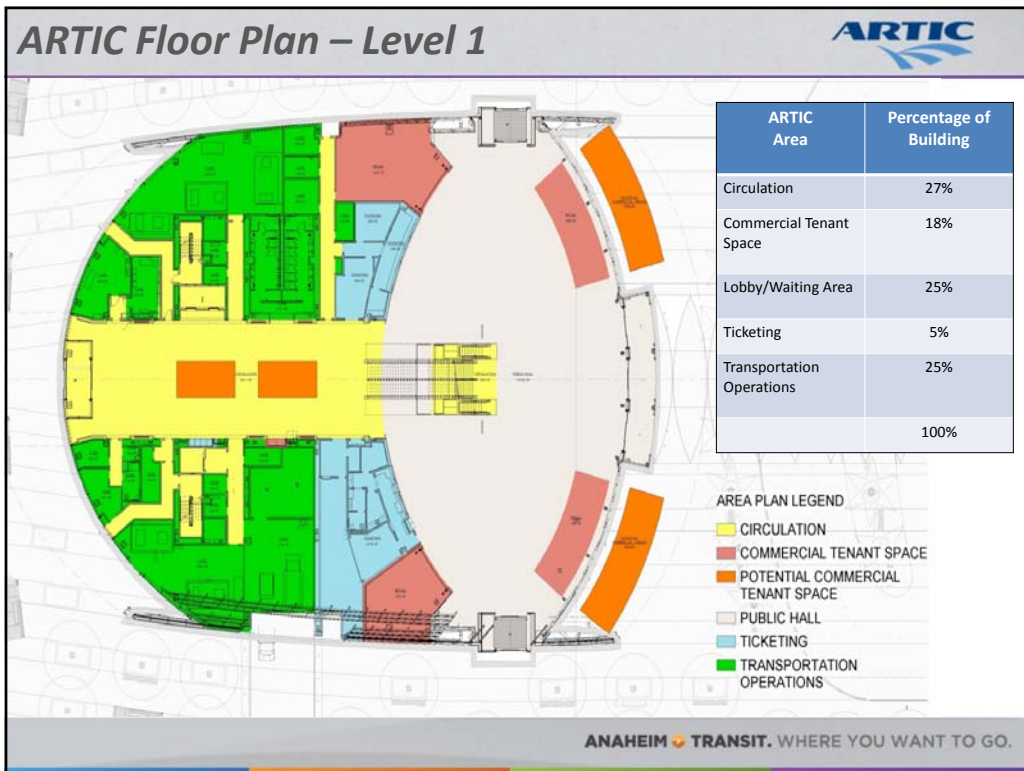 ARTIC Floor Plan – Level 1
ARTIC
ARTIC
Area
Percentage of
Building
Circulation
27%
Commercial Tenant
Space
18%
Lobby/Waiting Area
25%
Ticketing
5%
Transportation
Operations
25%
100%
AREA PLAN LEGEND
CIRCULATION
COMMERCIAL TENANT SPACE
POTENTIAL COMMERCIAL
TENANT SPACE
PUBLIC HALL
TICKETING
TRANSPORTATION
OPERATIONS
ANAHEIM TRANSIT. WHERE YOU WANT TO GO.